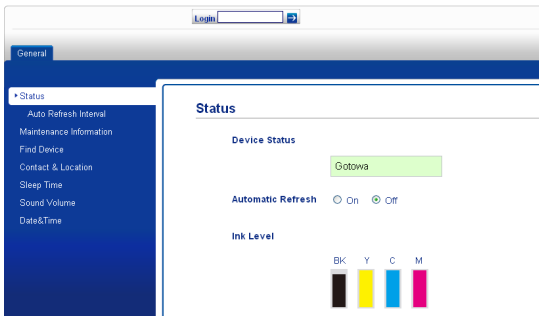 Login
General
Status
Auto Refresh Interval
Maintenance Information
Find Device
Contact & Location
Sleep Time
Sound Volume
Date&Time
Status
Device Status
Gotowa
Automatic Refresh On Off
Ink Level
BK Y C M